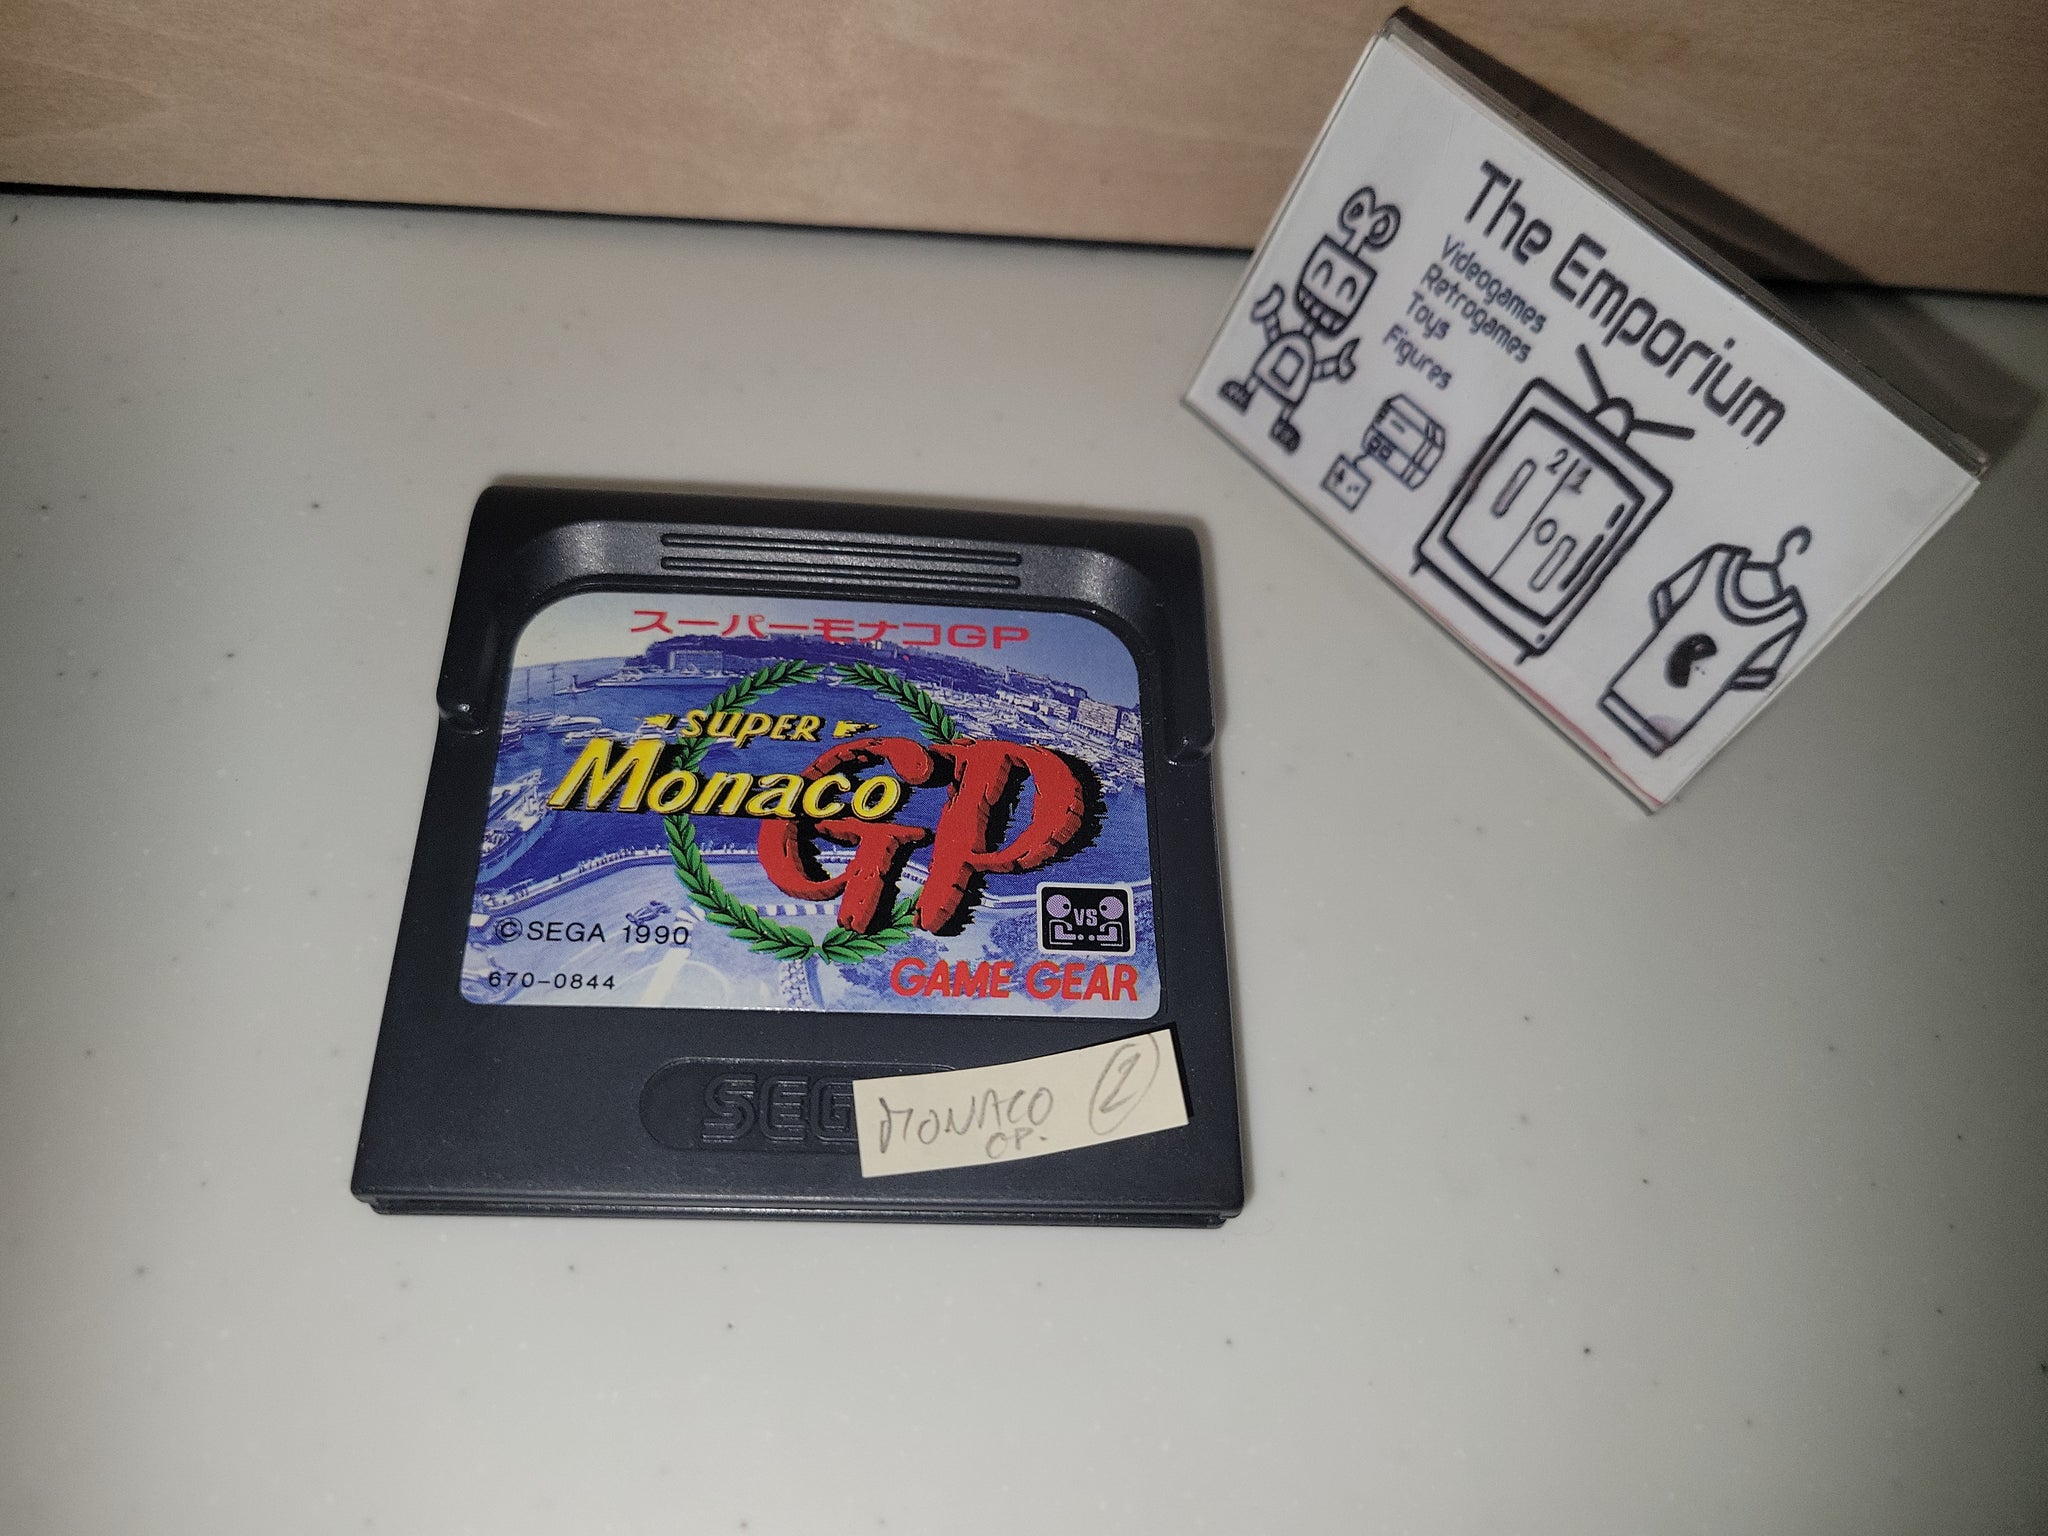 The Emporium
Videogames
Retrogames
Toys
Figures
21
スーパーモナコGP
SUPER
Monaco
GP
VS
©SEGA 1990
670-0844
GAME GEAR
SEG
MONACO 2
GP.